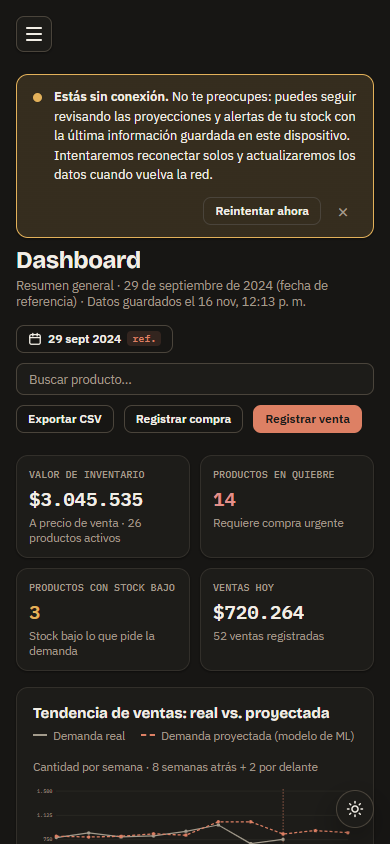 Estás sin conexión. No te preocupes: puedes seguir
revisando las proyecciones y alertas de tu stock con
la última información guardada en este dispositivo.
Intentaremos reconectar solos y actualizaremos los
datos cuando vuelva la red.
Reintentar ahora ×
Dashboard
Resumen general · 29 de septiembre de 2024 (fecha de
referencia) · Datos guardados el 16 nov, 12:13 p. m.
29 sept 2024 ref.
Buscar producto...
Exportar CSV Registrar compra Registrar venta
VALOR DE INVENTARIO
$3.045.535
A precio de venta · 26
productos activos
PRODUCTOS EN QUIEBRE
14
Requiere compra urgente
PRODUCTOS CON STOCK BAJO
3
Stock bajo lo que pide la
demanda
VENTAS HOY
$720.264
52 ventas registradas
Tendencia de ventas: real vs. proyectada
Demanda real Demanda proyectada (modelo de ML)
Cantidad por semana · 8 semanas atrás + 2 por delante
1.500
1.125
750